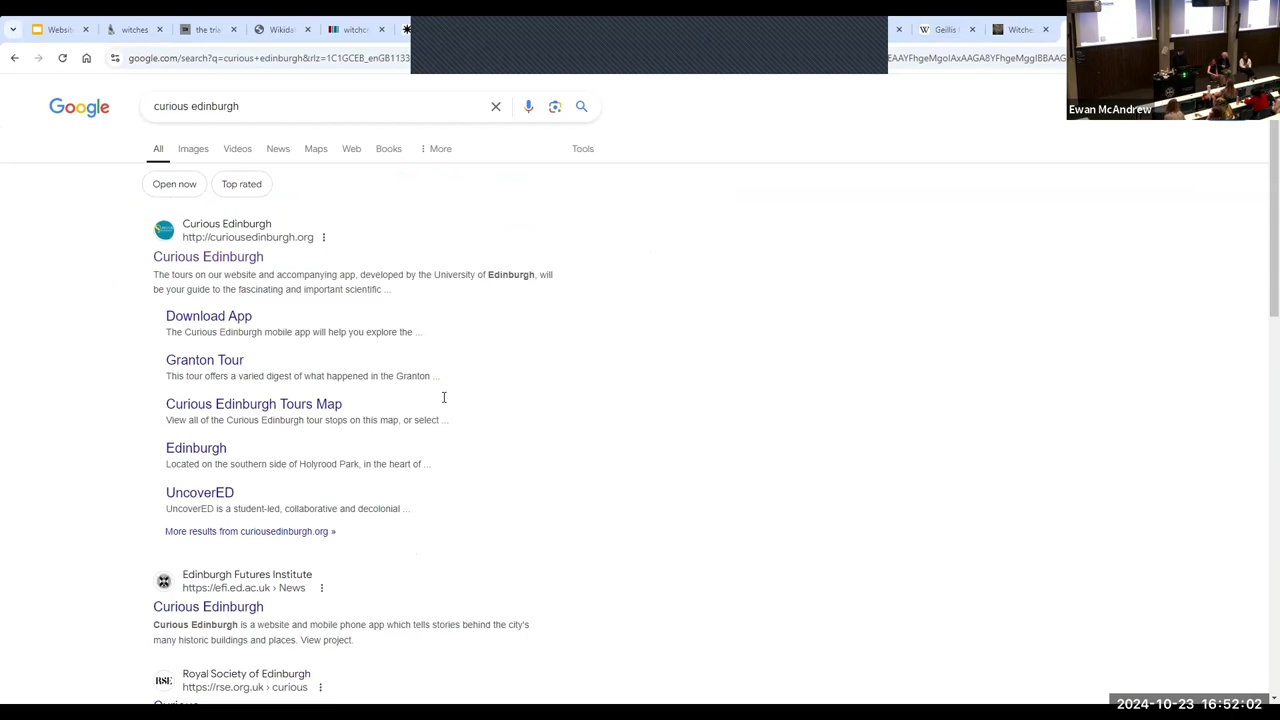 Website
witches
the tria
Wikida
witchcr
Geillis
Witche
google.com/search?q=curious+edinburgh&rlz=1C1GCEB_enGB1133
Ewan McAndrew
Google
curious edinburgh
All Images Videos News Maps Web Books More Tools
Open now Top rated
Curious Edinburgh
http://curiousedinburgh.org
Curious Edinburgh
The tours on our website and accompanying app, developed by the University of Edinburgh, will
be your guide to the fascinating and important scientific ...
Download App
The Curious Edinburgh mobile app will help you explore the ...
Granton Tour
This tour offers a varied digest of what happened in the Granton ...
Curious Edinburgh Tours Map
View all of the Curious Edinburgh tour stops on this map, or select ...
Edinburgh
Located on the southern side of Holyrood Park, in the heart of ...
UncoverED
UncoverED is a student-led, collaborative and decolonial ...
More results from curiousedinburgh.org »
Edinburgh Futures Institute
https://efi.ed.ac.uk › News
Curious Edinburgh
Curious Edinburgh is a website and mobile phone app which tells stories behind the city's
many historic buildings and places. View project.
RSE
Royal Society of Edinburgh
https://rse.org.uk › curious
2024-10-23 16:52:02